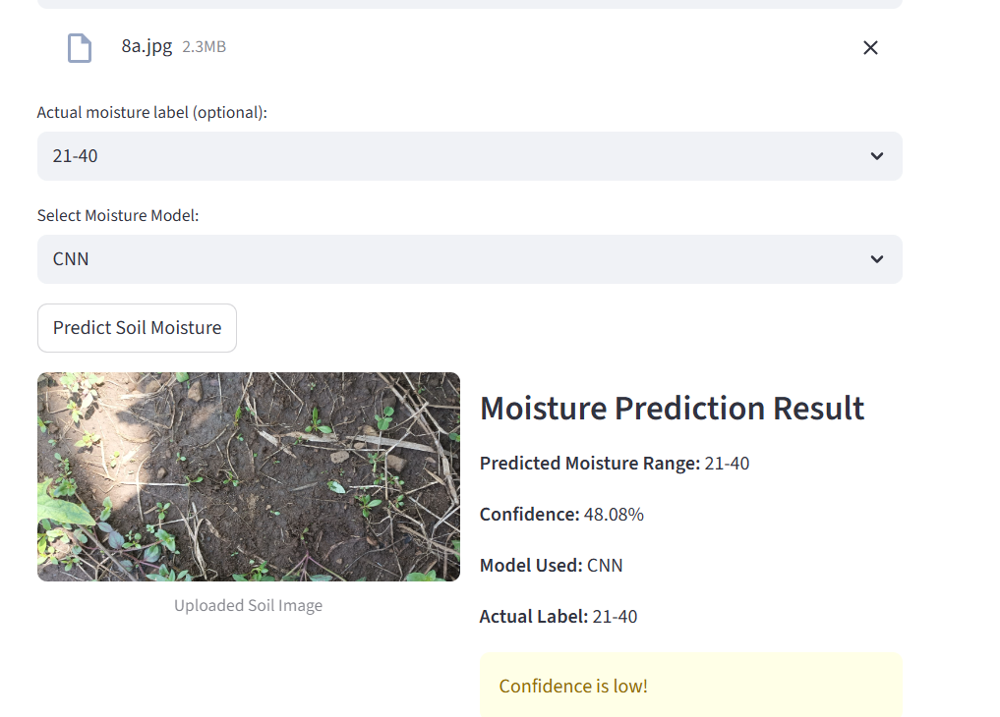 8a.jpg 2.3MB
Actual moisture label (optional):
21-40
Select Moisture Model:
CNN
Predict Soil Moisture
Moisture Prediction Result
Predicted Moisture Range: 21-40
Confidence: 48.08%
Model Used: CNN
Actual Label: 21-40
Uploaded Soil Image
Confidence is low!